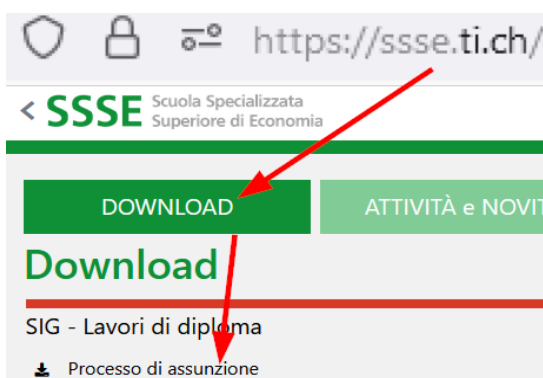 https://ssse.ti.ch/
< SSSE Scuola Specializzata
Superiore di Economia
DOWNLOAD
ATTIVITÀ e NOVIT
Download
SIG - Lavori di diploma
Processo di assunzione